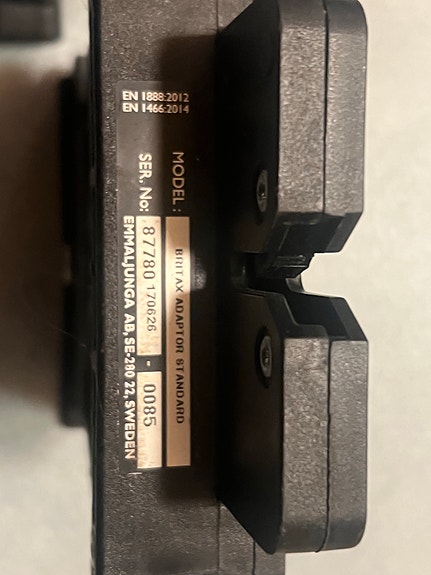 EN 1888:2012
EN 1466:2014
MODEL: BRITAX ADAPTOR STANDARD
SER. No: 87780 170626 - 0085
EMMALJUNGA AB, SE-280 22, SWEDEN